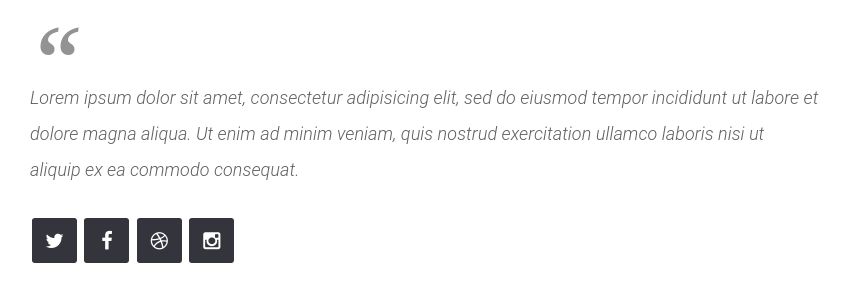 “
Lorem ipsum dolor sit amet, consectetur adipisicing elit, sed do eiusmod tempor incididunt ut labore et
dolore magna aliqua. Ut enim ad minim veniam, quis nostrud exercitation ullamco laboris nisi ut
aliquip ex ea commodo consequat.